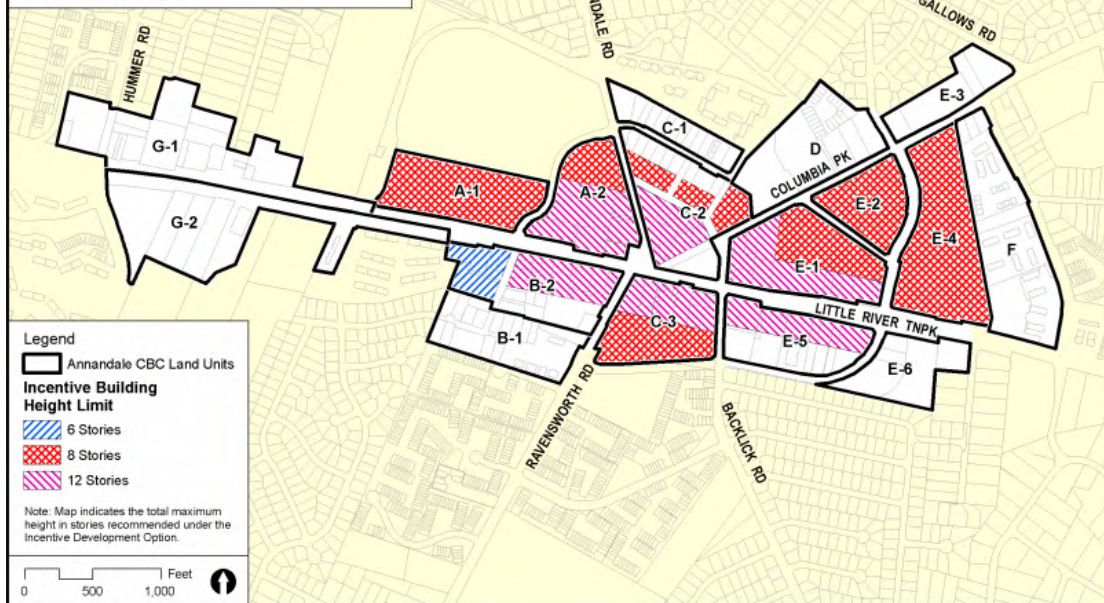 HUMMER RD
NDALE RD
GALLOWS RD
E-3
C-1
D
G-1
COLUMBIA PK
A-1
A-2
E-2
C-2
G-2
E-4
F
E-1
B-2
LITTLE RIVER TNPK
C-3
B-1
E-5
E-6
RAVENSWORTH RD
BACKLICK RD
Legend
Annandale CBC Land Units
Incentive Building
Height Limit
6 Stories
8 Stories
12 Stories
Note: Map indicates the total maximum
height in stories recommended under the
Incentive Development Option.
Feet
0 500 1,000